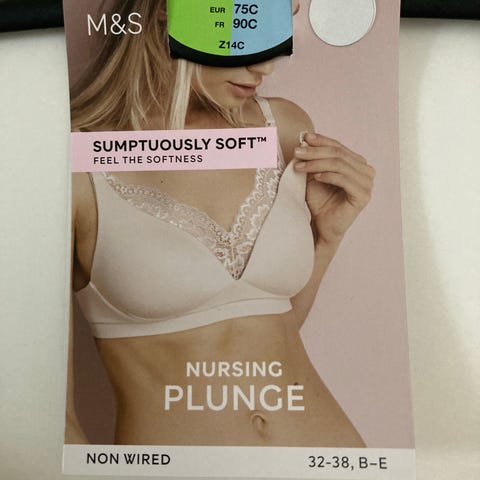 M&S
EUR 75C
FR 90C
Z14C
SUMPTUOUSLY SOFT™
FEEL THE SOFTNESS
NURSING
PLUNGE
NON WIRED 32-38, B-E